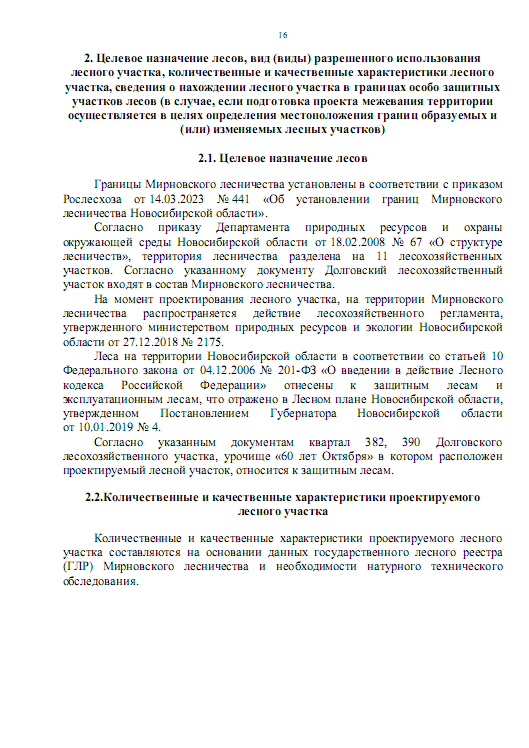 16
2. Целевое назначение лесов, вид (виды) разрешенного использования
лесного участка, количественные и качественные характеристики лесного
участка, сведения о нахождении лесного участка в границах особо защитных
участков лесов (в случае, если подготовка проекта межевания территории
осуществляется в целях определения местоположения границ образуемых и
(или) изменяемых лесных участков)
2.1. Целевое назначение лесов
Границы Мирновского лесничества установлены в соответствии с приказом
Рослесхоза от 14.03.2023 № 441 «Об установлении границ Мирновского
лесничества Новосибирской области».
Согласно приказу Департамента природных ресурсов и охраны
окружающей среды Новосибирской области от 18.02.2008 № 67 «О структуре
лесничеств», территория лесничества разделена на 11 лесохозяйственных
участков. Согласно указанному документу Долговский лесохозяйственный
участок входят в состав Мирновского лесничества.
На момент проектирования лесного участка, на территории Мирновского
лесничества распространяется действие лесохозяйственного регламента,
утвержденного министерством природных ресурсов и экологии Новосибирской
области от 27.12.2018 № 2175.
Леса на территории Новосибирской области в соответствии со статьей 10
Федерального закона от 04.12.2006 № 201-ФЗ «О введении в действие Лесного
кодекса Российской Федерации» отнесены к защитным лесам и
эксплуатационным лесам, что отражено в Лесном плане Новосибирской области,
утвержденном Постановлением Губернатора Новосибирской области
от 10.01.2019 № 4.
Согласно указанным документам квартал 382, 390 Долговского
лесохозяйственного участка, урочище «60 лет Октября» в котором расположен
проектируемый лесной участок, относится к защитным лесам.
2.2.Количественные и качественные характеристики проектируемого
лесного участка
Количественные и качественные характеристики проектируемого лесного
участка составляются на основании данных государственного лесного реестра
(ГЛР) Мирновского лесничества и необходимости натурного технического
обследования.